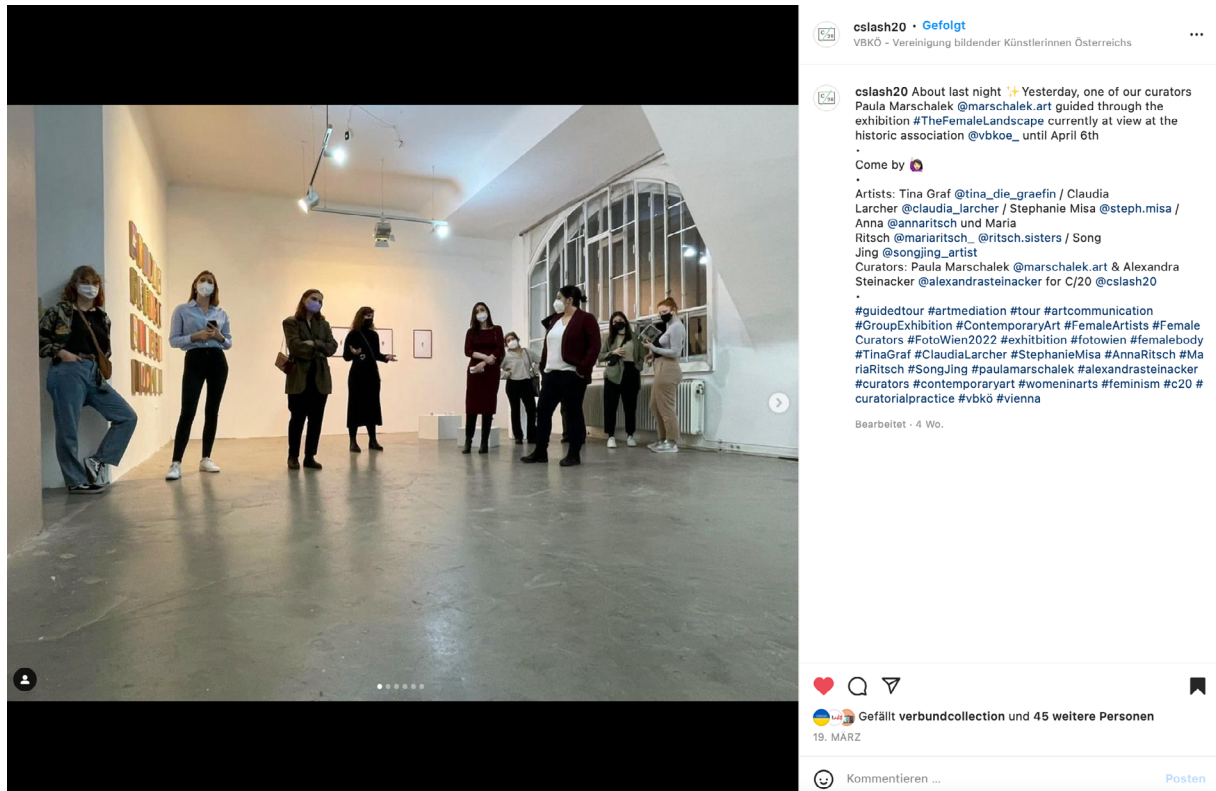 cslash20 • Gefolgt
VBKÖ - Vereinigung bildender Künstlerinnen Österreichs
cslash20 About last night ✨ Yesterday, one of our curators
Paula Marschalek @marschalek.art guided through the
exhibition #TheFemaleLandscape currently at view at the
historic association @vbkoe_ until April 6th
•
Come by 🙋🏻‍♀️
•
Artists: Tina Graf @tina_die_graefin / Claudia
Larcher @claudia_larcher / Stephanie Misa @steph.misa /
Anna @annaritsch und Maria
Ritsch @mariaritsch_ @ritsch.sisters / Song
Jing @songjing_artist
Curators: Paula Marschalek @marschalek.art & Alexandra
Steinacker @alexandrasteinacker for C/20 @cslash20
•
#guidedtour #artmediation #tour #artcommunication
#GroupExhibition #ContemporaryArt #FemaleArtists #Female
Curators #FotoWien2022 #exhitbition #fotowien #femalebody
#TinaGraf #ClaudiaLarcher #StephanieMisa #AnnaRitsch #Ma
riaRitsch #SongJing #paulamarschalek #alexandrasteinacker
#curators #contemporaryart #womeninarts #feminism #c20 #
curatorialpractice #vbkö #vienna
Bearbeitet · 4 Wo.
Gefällt verbundcollection und 45 weitere Personen
19. MÄRZ
Kommentieren ...
Posten